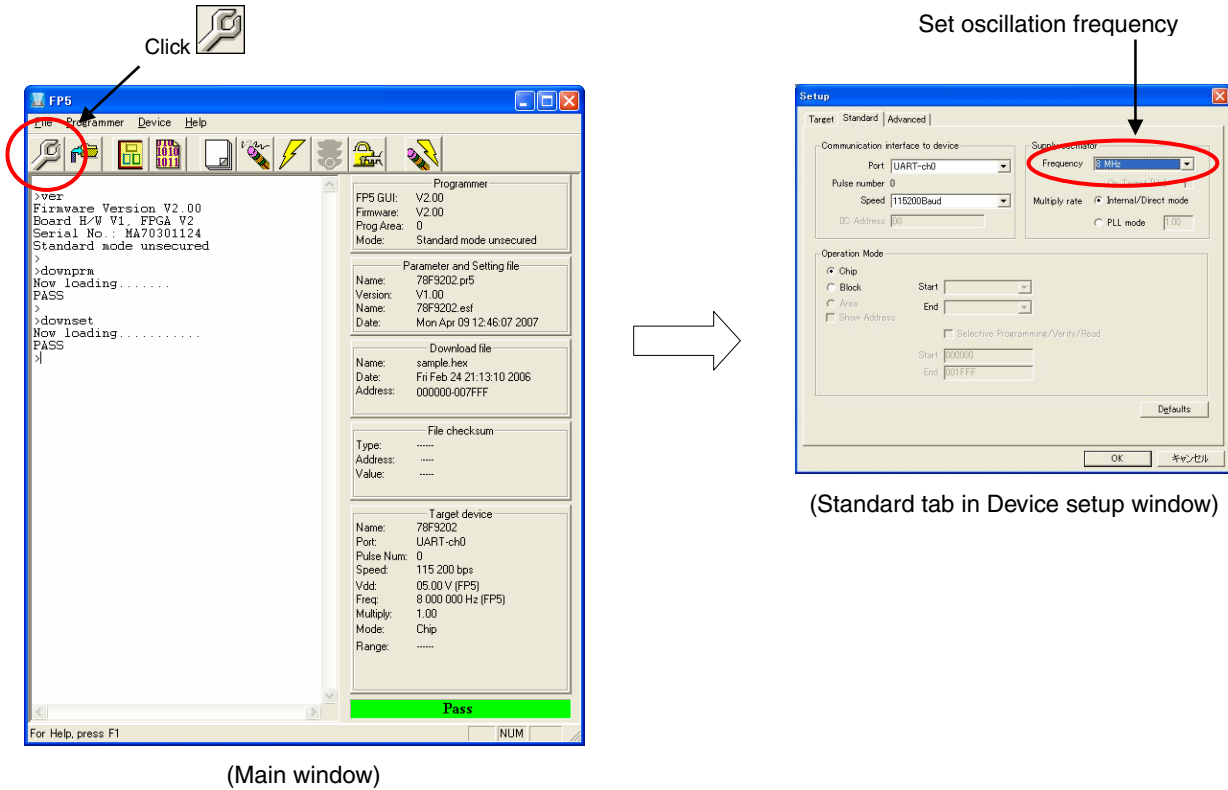 Click
Set oscillation frequency
FP5
File Programmer Device Help
>ver
Firmware Version V2.00
Board H/W V1, FPGA V2
Serial No.: MA70301124
Standard mode unsecured
>
>downprm
Now loading.......
PASS
>
>downset
Now loading...........
PASS
>
Programmer
FP5 GUI: V2.00
Firmware: V2.00
Prog Area: 0
Mode: Standard mode unsecured
Parameter and Setting file
Name: 78F9202.pr5
Version: V1.00
Name: 78F9202.esf
Date: Mon Apr 09 12:46:07 2007
Download file
Name: sample.hex
Date: Fri Feb 24 21:13:10 2006
Address: 000000-007FFF
File checksum
Type: ------
Address: -----
Value: -----
Target device
Name: 78F9202
Port: UART-ch0
Pulse Num: 0
Speed: 115 200 bps
Vdd: 05.00 V (FP5)
Freq: 8 000 000 Hz (FP5)
Multiply: 1.00
Mode: Chip
Range: ------
Pass
For Help, press F1
NUM
(Main window)
Setup
Target Standard Advanced
Communication interface to device
Port UART-ch0
Pulse number 0
Speed 115200Baud
IIC Address 00
Supply oscillator
Frequency 8 MHz
On Target
Multiply rate Internal/Direct mode
PLL mode 1.00
Operation Mode
Chip
Block Start
Area End
Show Address
Selective Programming/Verify/Read
Start 000000
End 001FFF
Defaults
OK キャンセル
(Standard tab in Device setup window)